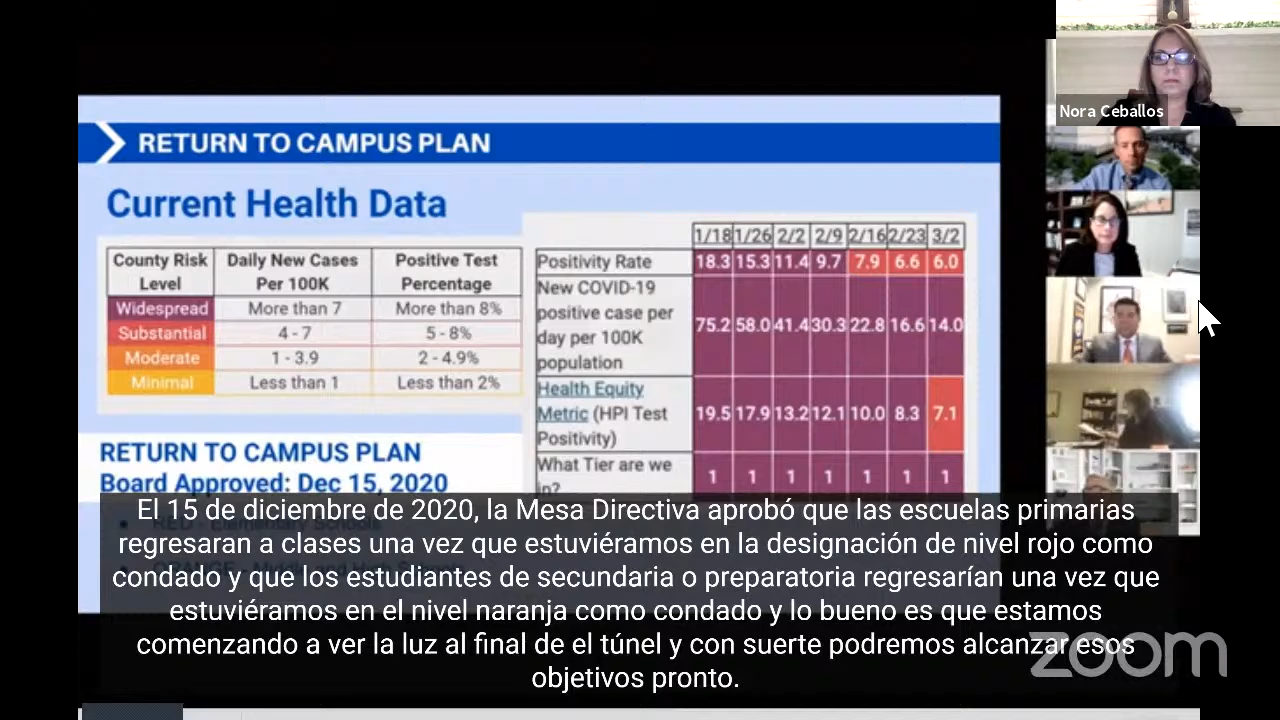 Nora Ceballos
RETURN TO CAMPUS PLAN
Current Health Data
County Risk Level Daily New Cases Per 100K Positive Test Percentage
Widespread More than 7 More than 8%
Substantial 4 - 7 5 - 8%
Moderate 1 - 3.9 2 - 4.9%
Minimal Less than 1 Less than 2%
1/18 1/26 2/2 2/9 2/16 2/23 3/2
Positivity Rate 18.3 15.3 11.4 9.7 7.9 6.6 6.0
New COVID-19 positive case per day per 100K population 75.2 58.0 41.4 30.3 22.8 16.6 14.0
Health Equity Metric (HPI Test Positivity) 19.5 17.9 13.2 12.1 10.0 8.3 7.1
What Tier are we in? 1 1 1 1 1 1 1
RETURN TO CAMPUS PLAN
Board Approved: Dec 15, 2020
El 15 de diciembre de 2020, la Mesa Directiva aprobó que las escuelas primarias
regresaran a clases una vez que estuviéramos en la designación de nivel rojo como
condado y que los estudiantes de secundaria o preparatoria regresarían una vez que
estuviéramos en el nivel naranja como condado y lo bueno es que estamos
comenzando a ver la luz al final de el túnel y con suerte podremos alcanzar esos
objetivos pronto.
zoom